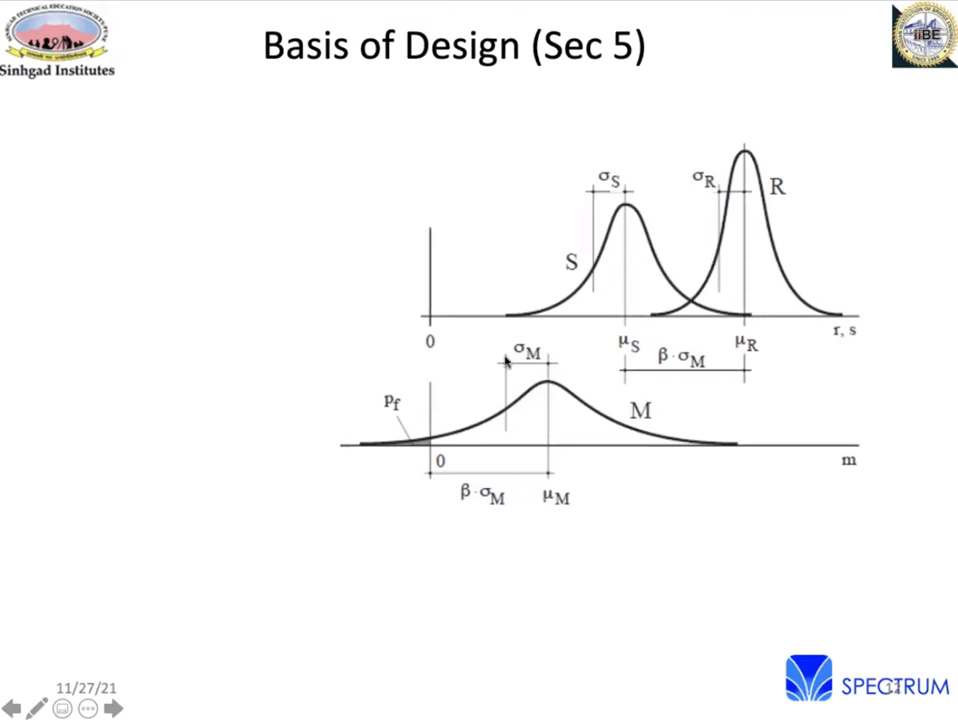 Basis of Design (Sec 5)
Sinhgad Institutes
iiBE
σS
σR
R
S
0
μS
μR
r, s
σM
β·σM
pf
M
0
m
β·σM
μM
11/27/21
SPECTRUM